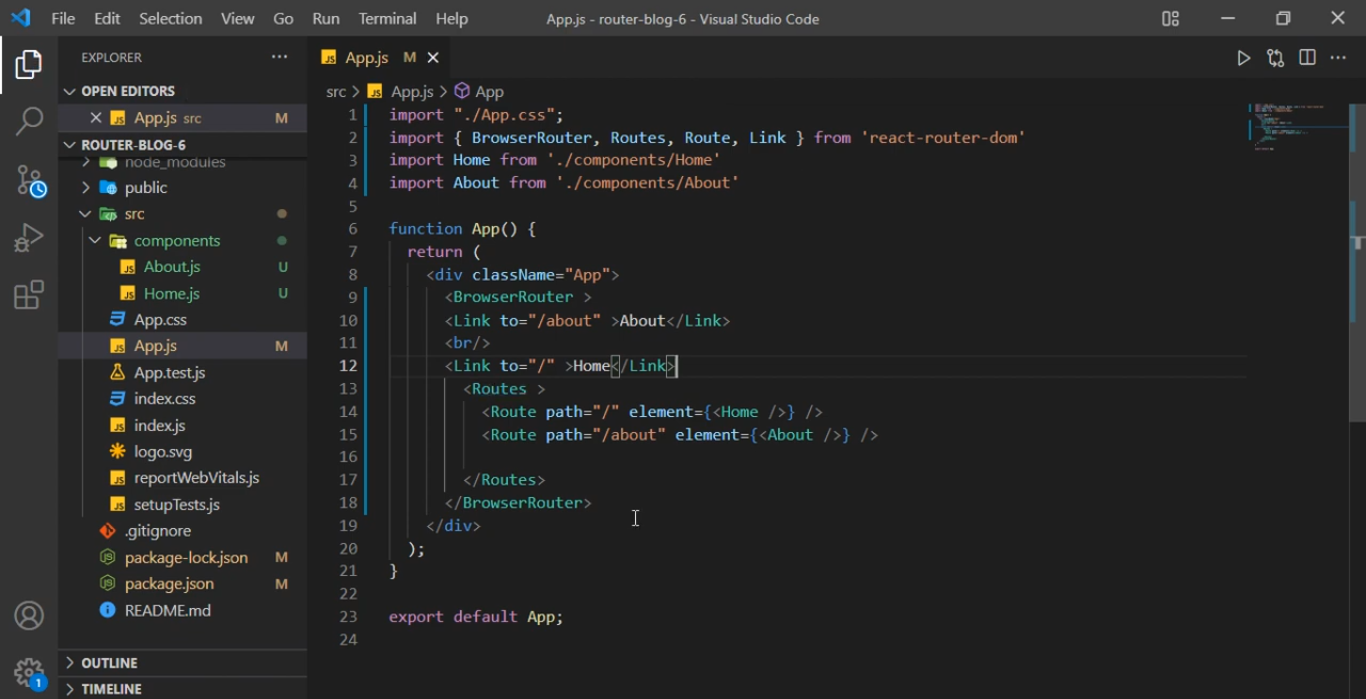 File Edit Selection View Go Run Terminal Help
App.js - router-blog-6 - Visual Studio Code
EXPLORER
OPEN EDITORS
App.js src M
ROUTER-BLOG-6
node_modules
public
src
components
About.js U
Home.js U
App.css
App.js M
App.test.js
index.css
index.js
logo.svg
reportWebVitals.js
setupTests.js
.gitignore
package-lock.json M
package.json M
README.md
OUTLINE
TIMELINE
1
App.js M
src > App.js > App
1 import "./App.css";
2 import { BrowserRouter, Routes, Route, Link } from 'react-router-dom'
3 import Home from './components/Home'
4 import About from './components/About'
5
6 function App() {
7 return (
8 <div className="App">
9 <BrowserRouter >
10 <Link to="/about" >About</Link>
11 <br/>
12 <Link to="/" >Home</Link>
13 <Routes >
14 <Route path="/" element={<Home />} />
15 <Route path="/about" element={<About />} />
16
17 </Routes>
18 </BrowserRouter>
19 </div>
20 );
21 }
22
23 export default App;
24